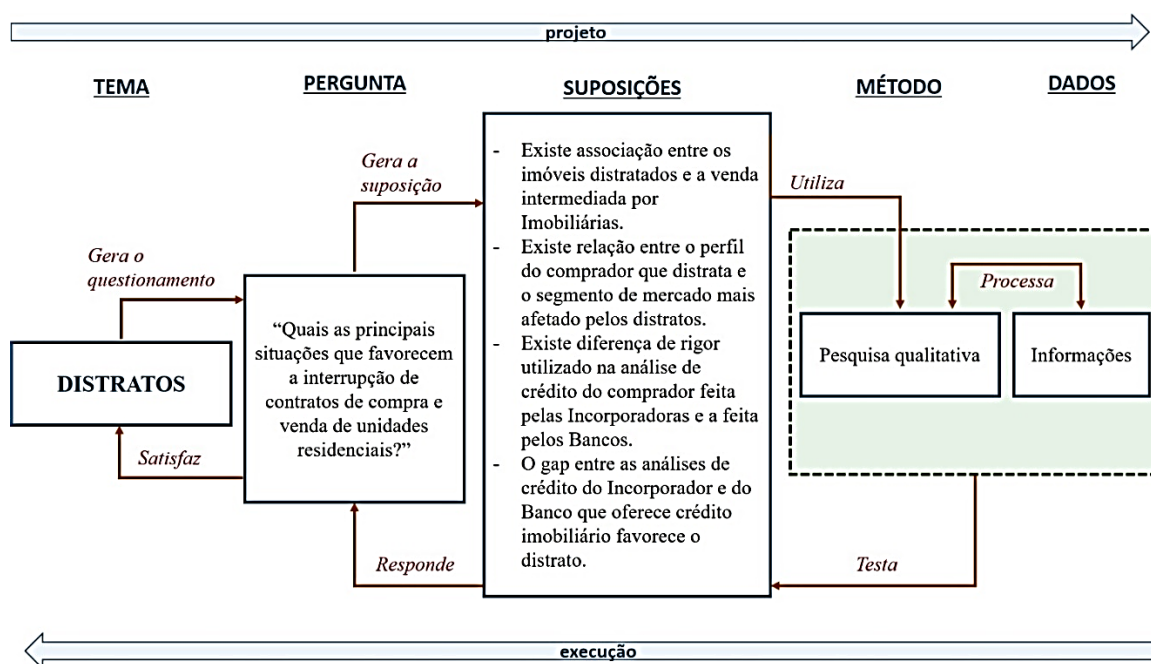 projeto
TEMA
PERGUNTA
SUPOSIÇÕES
MÉTODO
DADOS
Gera o
questionamento
DISTRATOS
Satisfaz
Gera a
suposição
“Quais as principais
situações que favorecem
a interrupção de
contratos de compra e
venda de unidades
residenciais?”
Responde
- Existe associação entre os
imóveis distratados e a venda
intermediada por
Imobiliárias.
- Existe relação entre o perfil
do comprador que distrata e
o segmento de mercado mais
afetado pelos distratos.
- Existe diferença de rigor
utilizado na análise de
crédito do comprador feita
pelas Incorporadoras e a feita
pelos Bancos.
- O gap entre as análises de
crédito do Incorporador e do
Banco que oferece crédito
imobiliário favorece o
distrato.
Utiliza
Processa
Pesquisa qualitativa
Informações
Testa
execução